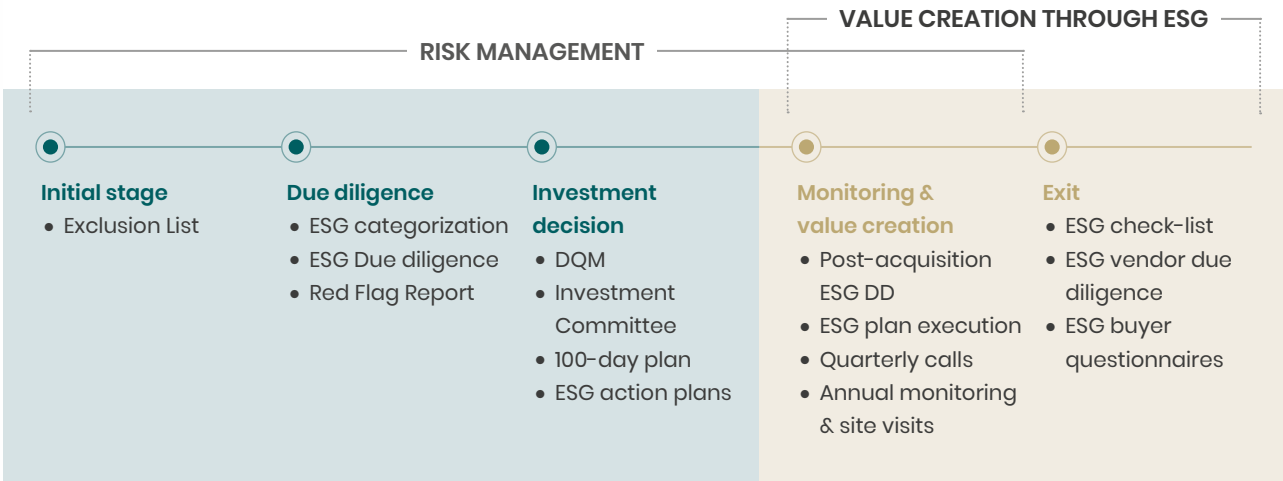 VALUE CREATION THROUGH ESG
RISK MANAGEMENT
Initial stage
• Exclusion List
Due diligence
• ESG categorization
• ESG Due diligence
• Red Flag Report
Investment
decision
• DQM
• Investment
Committee
• 100-day plan
• ESG action plans
Monitoring &
value creation
• Post-acquisition
ESG DD
• ESG plan execution
• Quarterly calls
• Annual monitoring
& site visits
Exit
• ESG check-list
• ESG vendor due
diligence
• ESG buyer
questionnaires